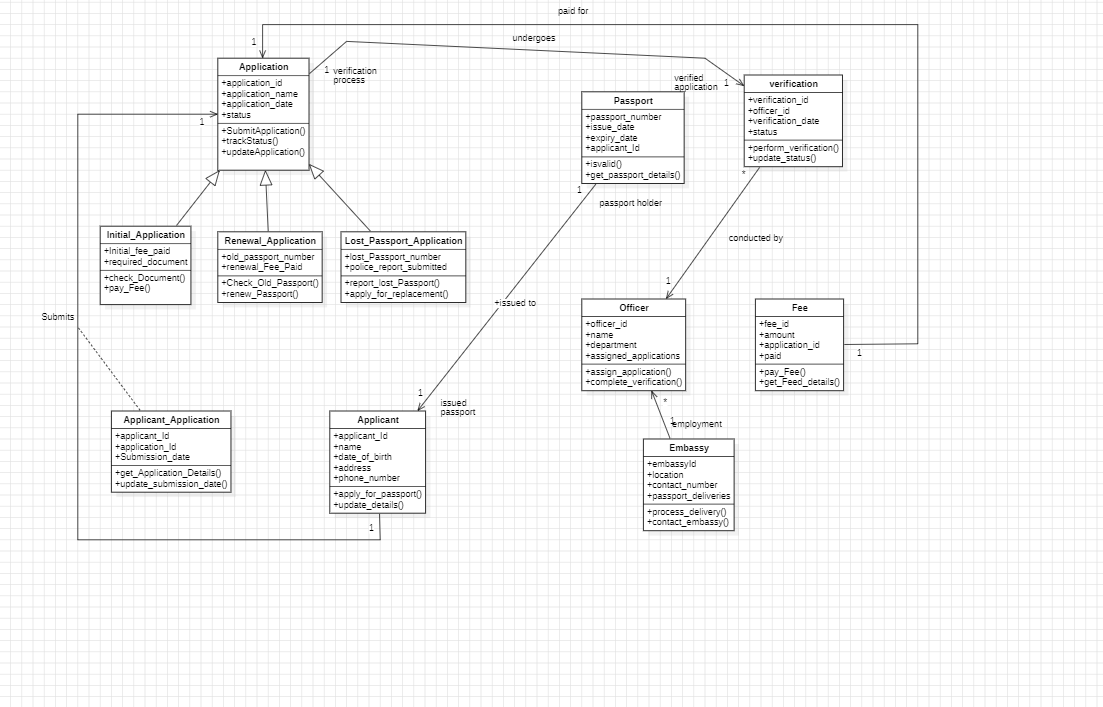 paid for
undergoes
1
1 verification
process
verified
application 1
Application
+application_id
+application_name
+application_date
+status
+SubmitApplication()
+trackStatus()
+updateApplication()
1
Passport
+passport_number
+issue_date
+expiry_date
+applicant_Id
+isvalid()
+get_passport_details()
verification
+verification_id
+officer_id
+verification_date
+status
+perform_verification()
+update_status()
*
1
passport holder
conducted by
1
Initial_Application
+Initial_fee_paid
+required_document
+check_Document()
+pay_Fee()
Renewal_Application
+old_passport_number
+renewal_Fee_Paid
+Check_Old_Passport()
+renew_Passport()
Lost_Passport_Application
+lost_Passport_number
+police_report_submitted
+report_lost_Passport()
+apply_for_replacement()
+issued to
Submits
Officer
+officer_id
+name
+department
+assigned_applications
+assign_application()
+complete_verification()
Fee
+fee_id
+amount
+application_id
+paid
+pay_Fee()
+get_Feed_details()
1
1
issued
passport
*
1
employment
Applicant_Application
+applicant_Id
+application_Id
+Submission_date
+get_Application_Details()
+update_submission_date()
Applicant
+applicant_Id
+name
+date_of_birth
+address
+phone_number
+apply_for_passport()
+update_details()
1
Embassy
+embassyId
+location
+contact_number
+passport_deliveries
+process_delivery()
+contact_embassy()